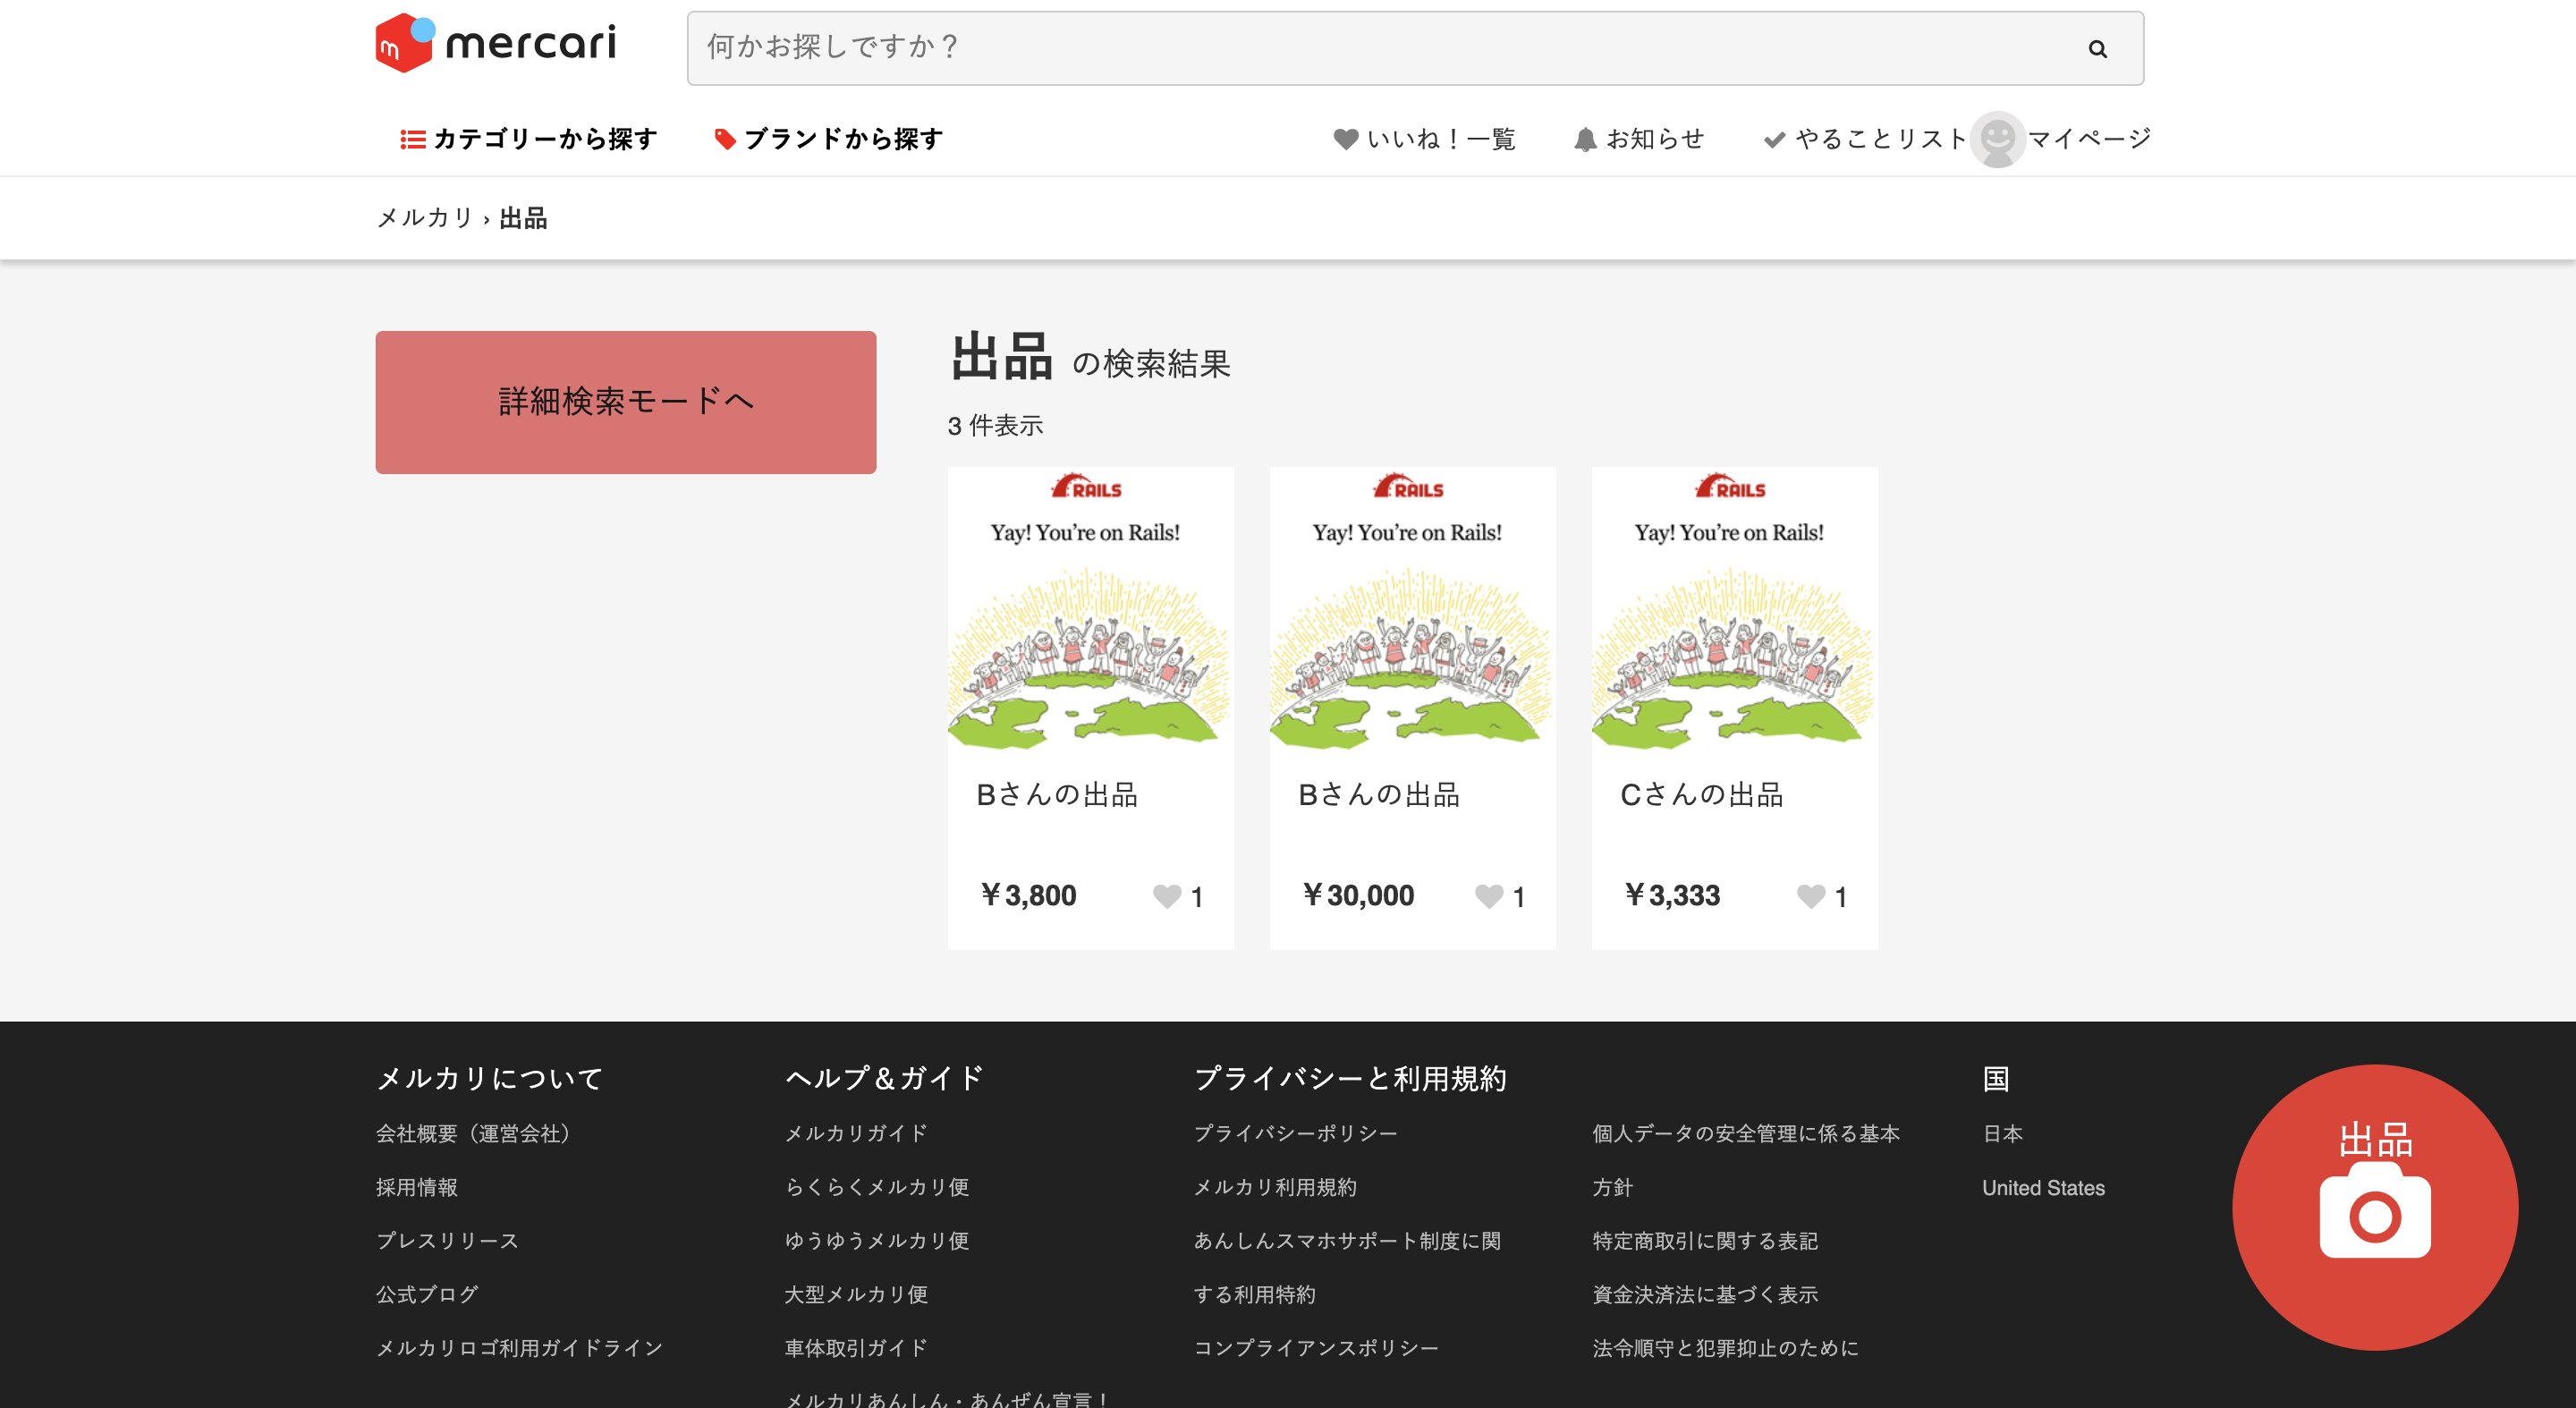 mercari
何かお探しですか？
カテゴリーから探す ブランドから探す いいね！一覧 お知らせ やることリスト マイページ
メルカリ › 出品
詳細検索モードへ
出品 の検索結果
3 件表示
RAILS
Yay! You're on Rails!
Bさんの出品
¥3,800 1
RAILS
Yay! You're on Rails!
Bさんの出品
¥30,000 1
RAILS
Yay! You're on Rails!
Cさんの出品
¥3,333 1
メルカリについて
会社概要（運営会社）
採用情報
プレスリリース
公式ブログ
メルカリロゴ利用ガイドライン
ヘルプ＆ガイド
メルカリガイド
らくらくメルカリ便
ゆうゆうメルカリ便
大型メルカリ便
車体取引ガイド
メルカリあんしん・あんぜん宣言！
プライバシーと利用規約
プライバシーポリシー
メルカリ利用規約
あんしんスマホサポート制度に関
する利用特約
コンプライアンスポリシー
個人データの安全管理に係る基本
方針
特定商取引に関する表記
資金決済法に基づく表示
法令順守と犯罪抑止のために
国
日本
United States
出品